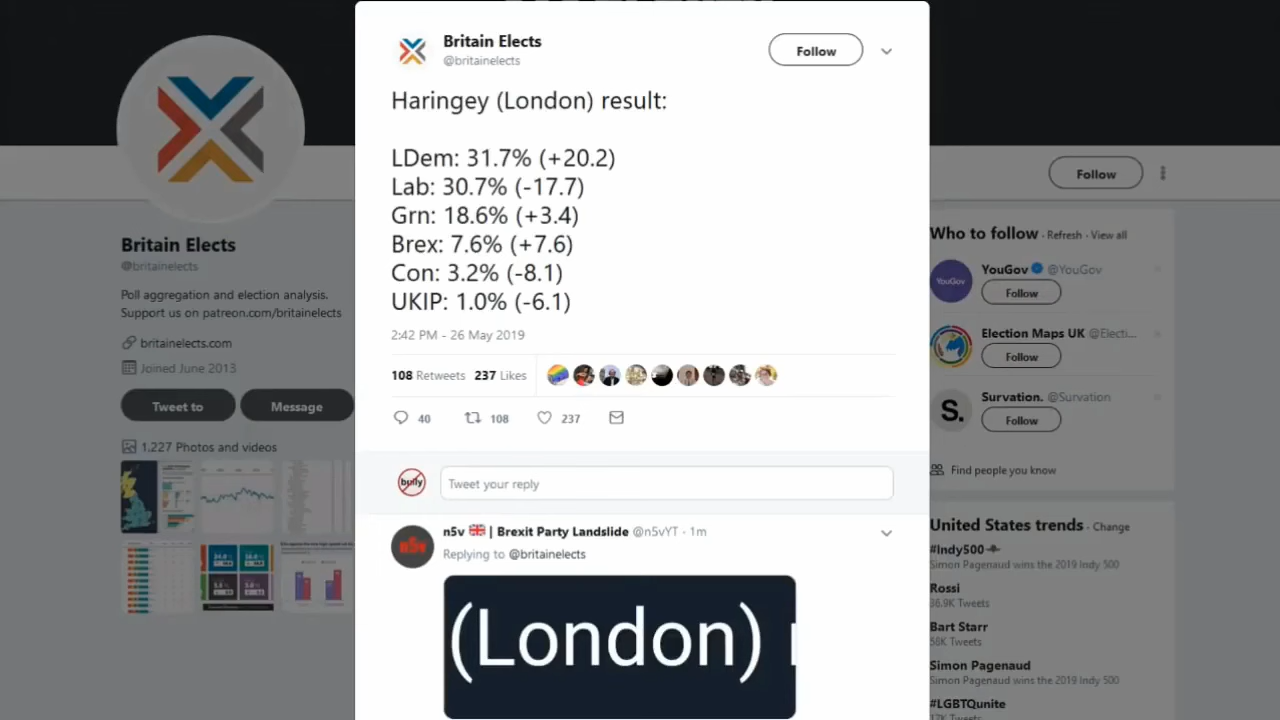 Britain Elects
@britainelects
Follow
Haringey (London) result:
LDem: 31.7% (+20.2)
Lab: 30.7% (-17.7)
Grn: 18.6% (+3.4)
Brex: 7.6% (+7.6)
Con: 3.2% (-8.1)
UKIP: 1.0% (-6.1)
2:42 PM - 26 May 2019
108 Retweets 237 Likes
40 108 237
bully
Tweet your reply
n5v
n5v 🇬🇧 | Brexit Party Landslide @n5vYT · 1m
Replying to @britainelects
(London)
Britain Elects
@britainelects
Poll aggregation and election analysis.
Support us on patreon.com/britainelects
britainelects.com
Joined June 2013
Tweet to
Message
1,227 Photos and videos
Follow
Who to follow · Refresh · View all
YouGov
YouGov @YouGov
Follow
Election Maps UK @Electi...
Follow
S.
Survation. @Survation
Follow
Find people you know
United States trends · Change
#Indy500
Simon Pagenaud wins the 2019 Indy 500
Rossi
36.9K Tweets
Bart Starr
Simon Pagenaud
Simon Pagenaud wins the 2019 Indy 500
#LGBTQunite